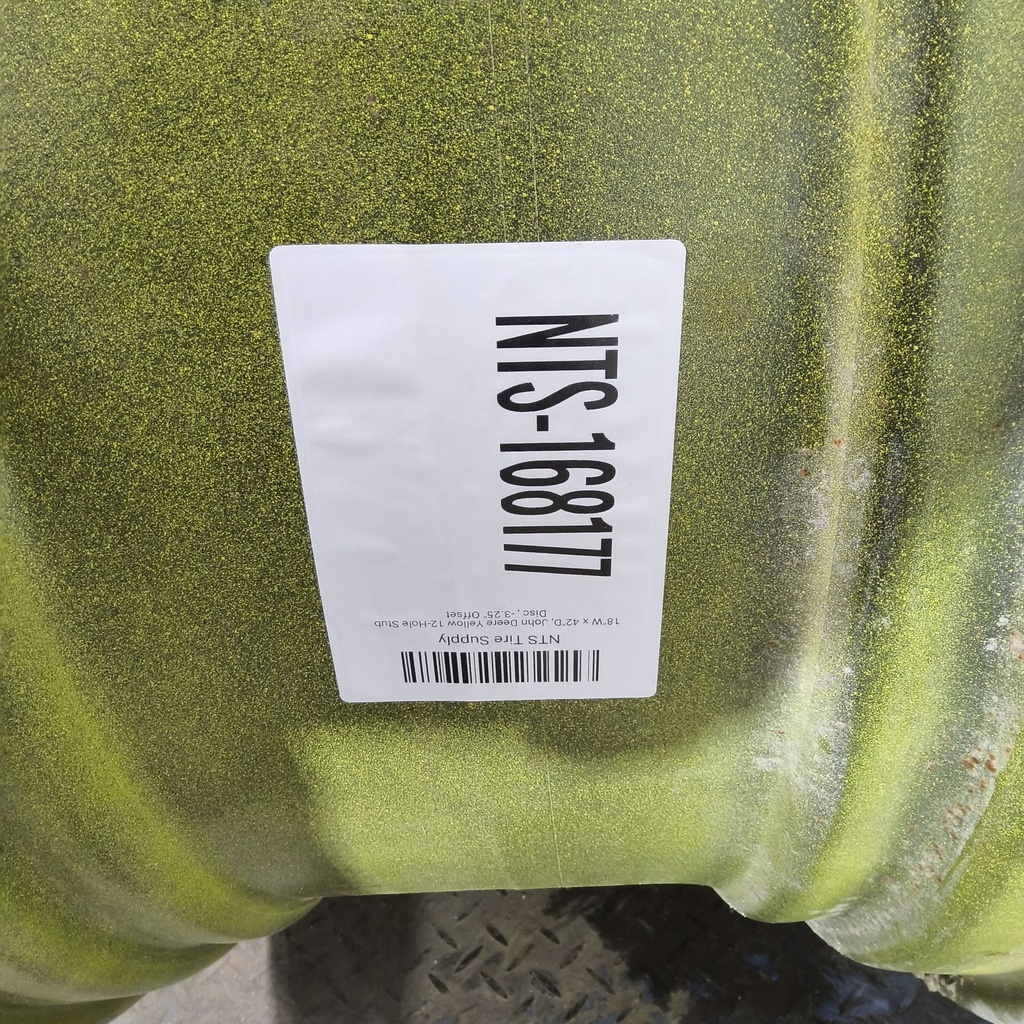 NTS-168177
NTS Tire Supply
18"W x 42"D, John Deere Yellow 12-Hole Stub
Disc, -3.25" Offset